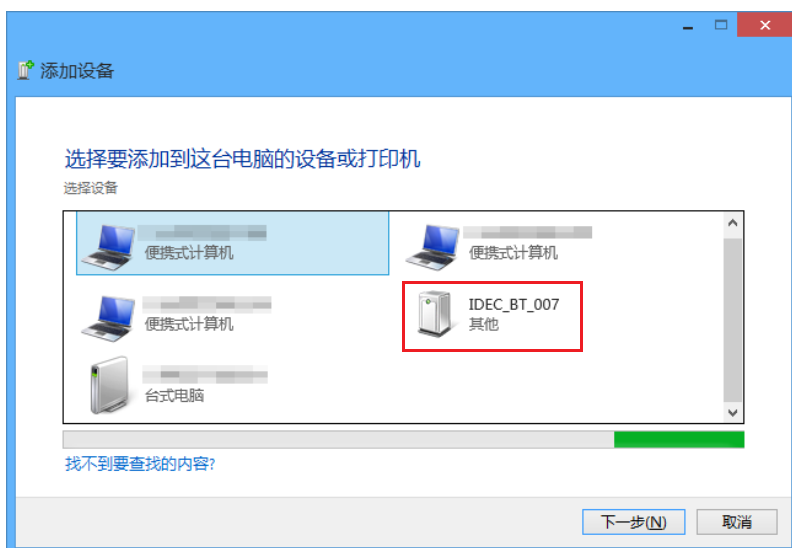 添加设备
选择要添加到这台电脑的设备或打印机
选择设备
便携式计算机
便携式计算机
便携式计算机
IDEC_BT_007
其他
台式电脑
找不到要查找的内容?
下一步(N)
取消